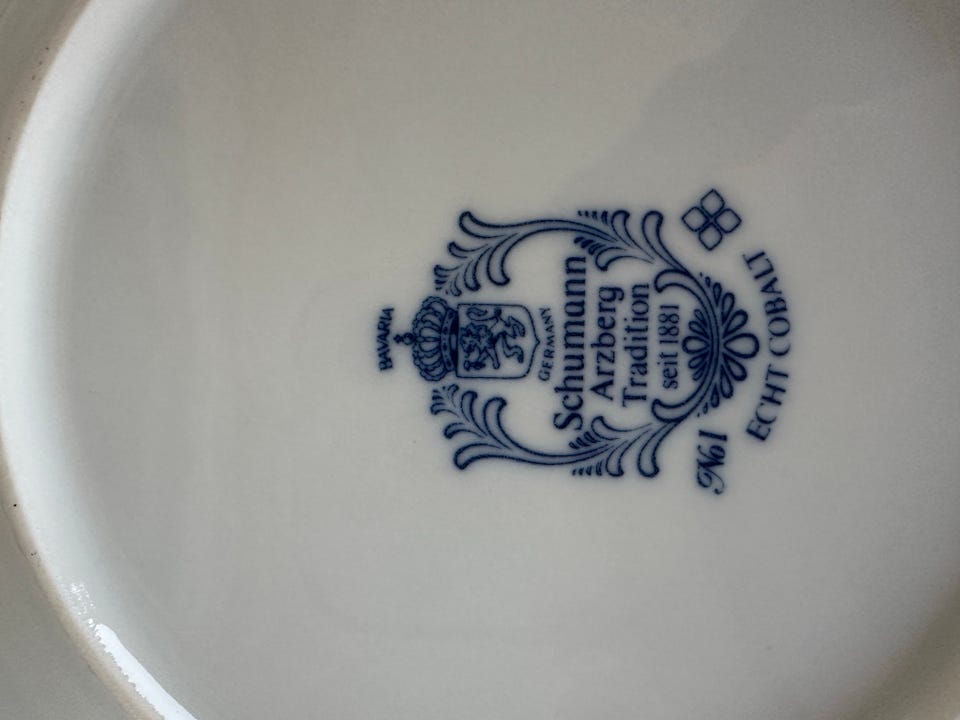 BAVARIA
GERMANY
Schumann
Arzberg
Tradition
seit 1881
No1
ECHT COBALT